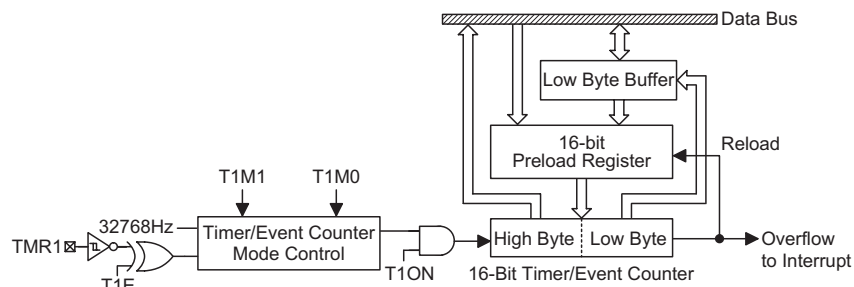 Data Bus
Low Byte Buffer
16-bit
Preload Register
Reload
T1M1
T1M0
32768Hz
TMR1
Timer/Event Counter
Mode Control
T1E
T1ON
High Byte
Low Byte
Overflow
to Interrupt
16-Bit Timer/Event Counter